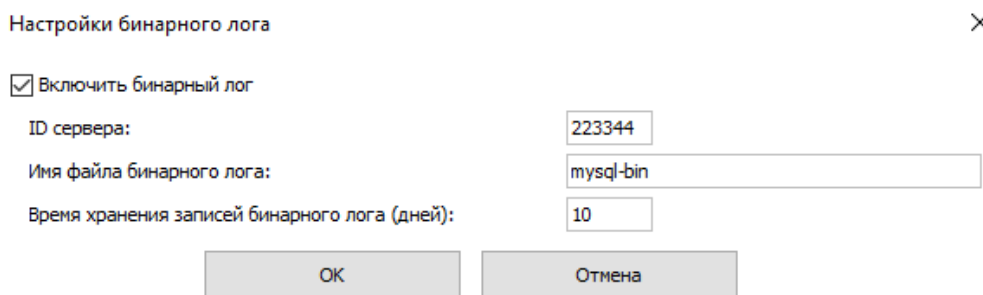 Настройки бинарного лога
Включить бинарный лог
ID сервера: 223344
Имя файла бинарного лога: mysql-bin
Время хранения записей бинарного лога (дней): 10
OK Отмена